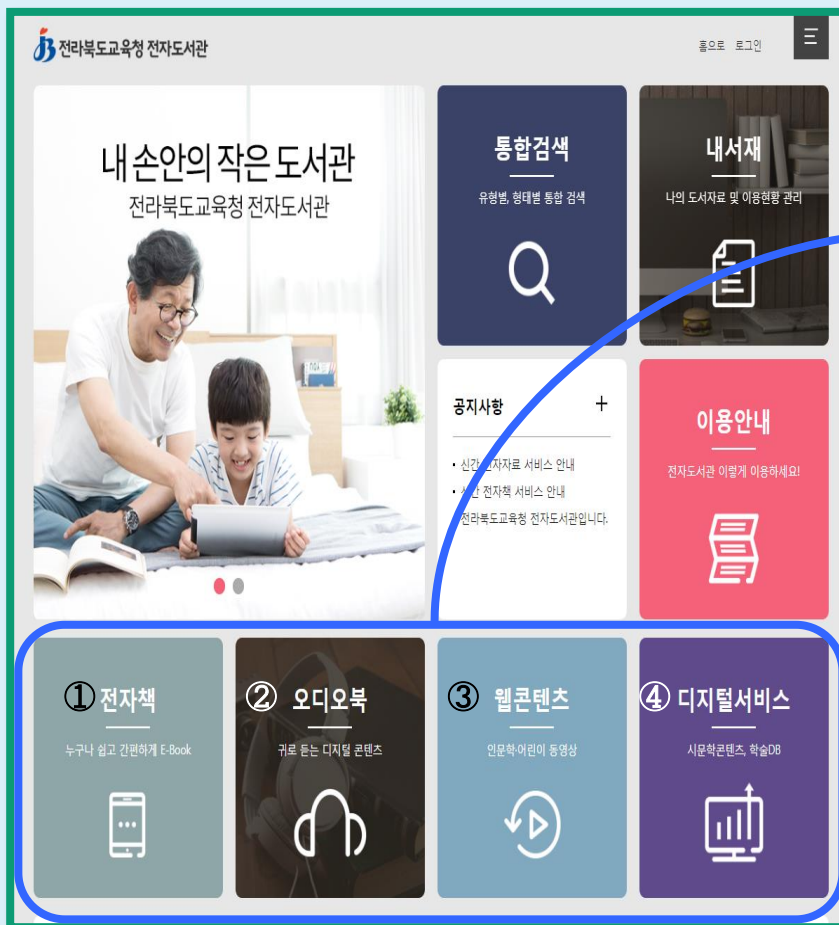 전라북도교육청 전자도서관
홈으로 로그인
내 손안의 작은 도서관
전라북도교육청 전자도서관
통합검색
유형별, 형태별 통합 검색
내서재
나의 도서자료 및 이용현황 관리
공지사항 +
신간 전자자료 서비스 안내
신간 전자책 서비스 안내
전라북도교육청 전자도서관입니다.
이용안내
전자도서관 이렇게 이용하세요!
① 전자책
누구나 쉽고 간편하게 E-Book
② 오디오북
귀로 듣는 디지털 콘텐츠
③ 웹콘텐츠
인문학·어린이 동영상
④ 디지털서비스
시문학콘텐츠, 학술DB